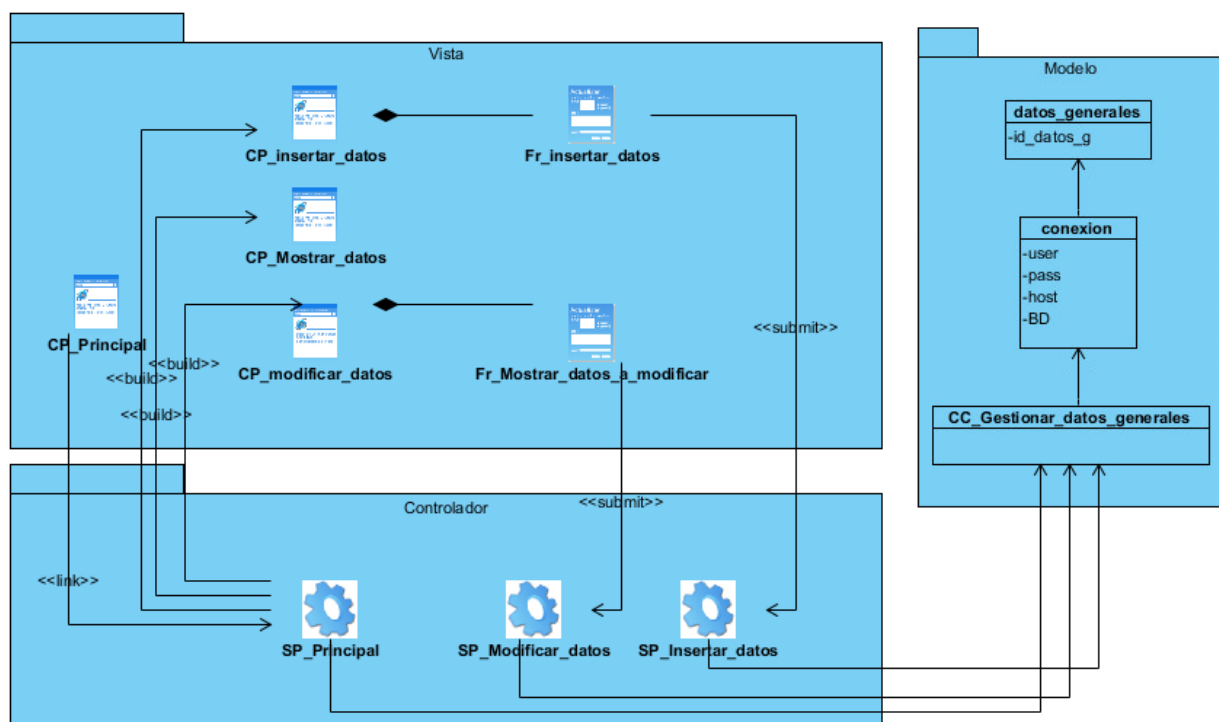 Vista
CP_insertar_datos
Fr_insertar_datos
CP_Mostrar_datos
CP_Principal
CP_modificar_datos
Fr_Mostrar_datos_a_modificar
<<submit>>
<<build>>
<<build>>
<<build>>
Modelo
datos_generales
-id_datos_g
conexion
-user
-pass
-host
-BD
CC_Gestionar_datos_generales
Controlador
<<submit>>
<<link>>
SP_Principal
SP_Modificar_datos
SP_Insertar_datos